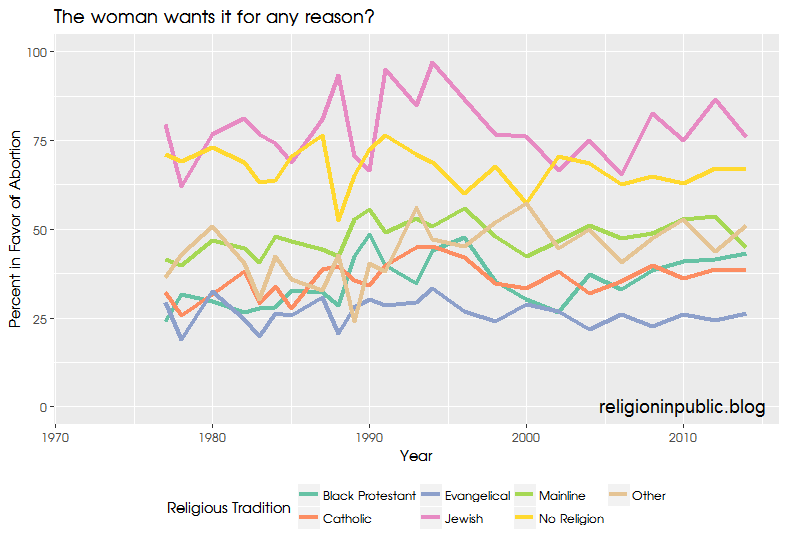 The woman wants it for any reason?
Percent in Favor of Abortion
100
75
50
25
0
religioninpublic.blog
1970 1980 1990 2000 2010
Year
Religious Tradition
Black Protestant Evangelical Mainline Other
Catholic Jewish No Religion